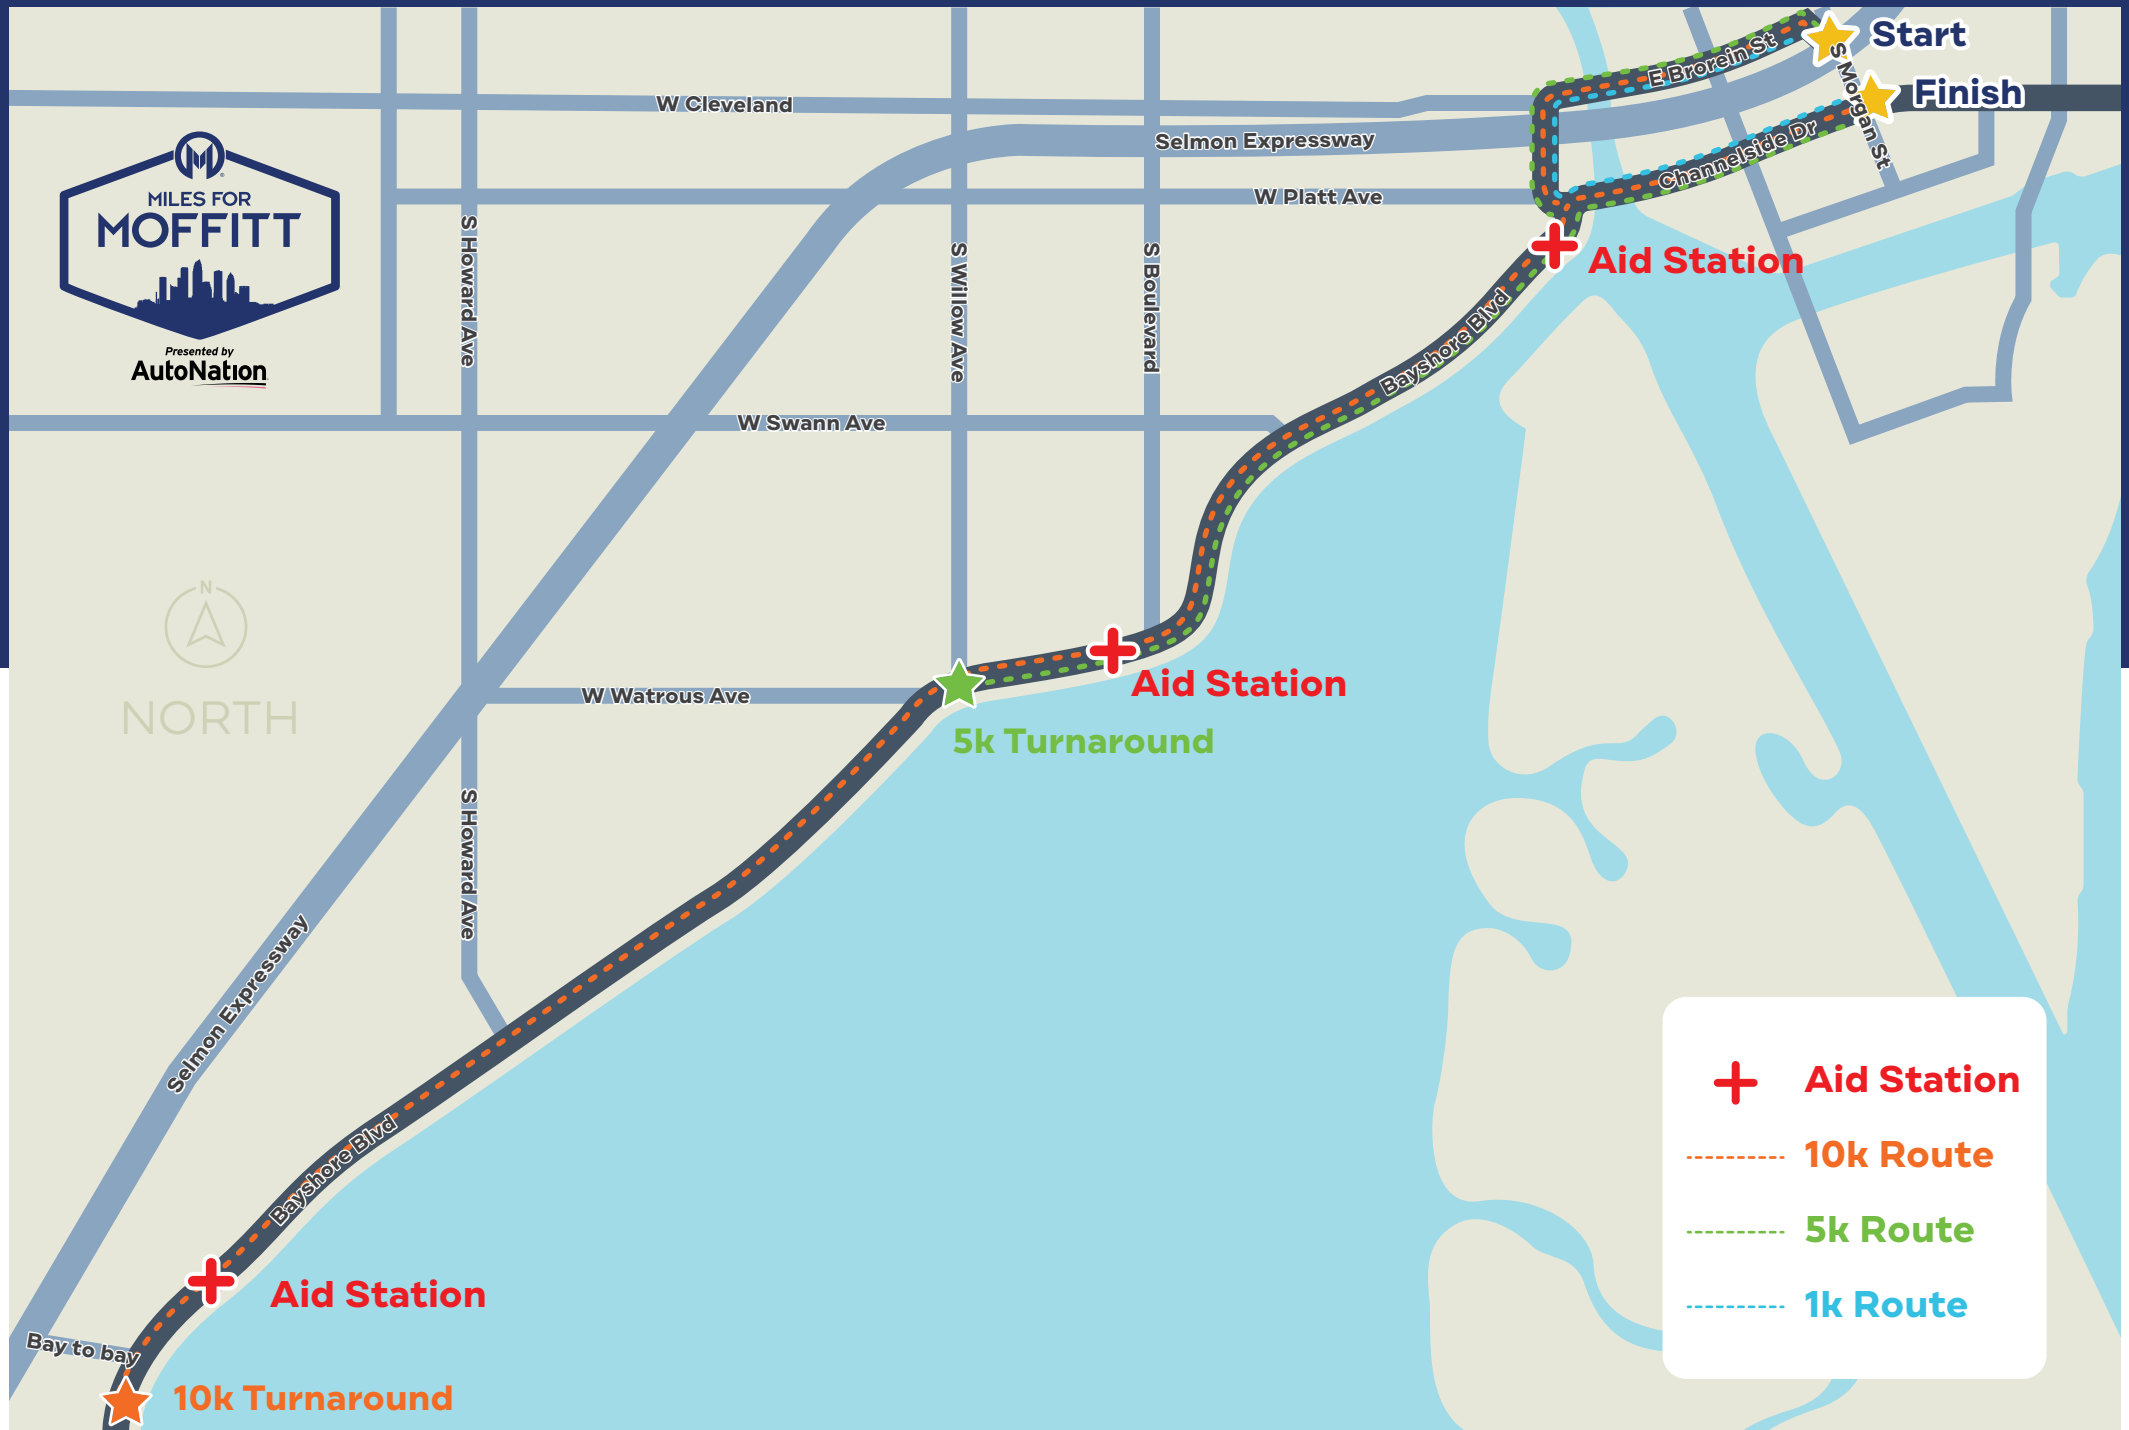 Start
E Brorein St
S Morgan St
Finish
W Cleveland
Selmon Expressway
Channelside Dr
W Platt Ave
MILES FOR
MOFFITT
Presented by
AutoNation
S Howard Ave
S Willow Ave
S Boulevard
Aid Station
Bayshore Blvd
W Swann Ave
N
NORTH
W Watrous Ave
Aid Station
5k Turnaround
S Howard Ave
Selmon Expressway
Bayshore Blvd
Aid Station
Bay to bay
10k Turnaround
Aid Station
10k Route
5k Route
1k Route